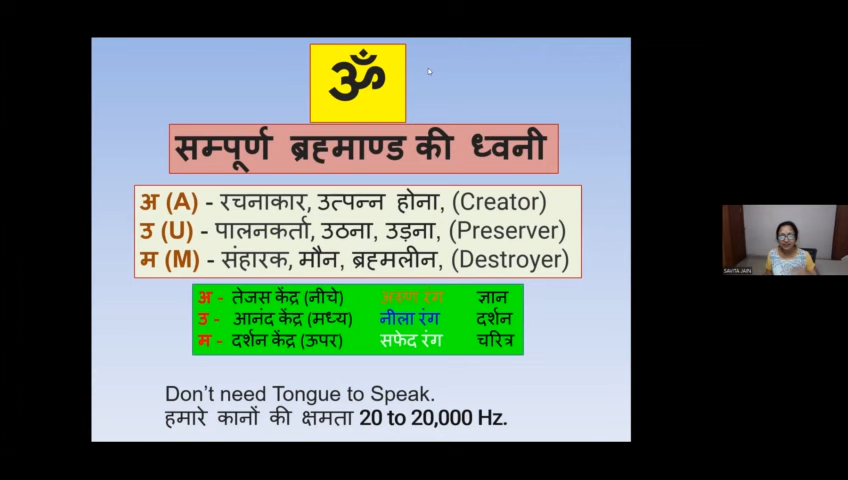 ॐ
सम्पूर्ण ब्रह्माण्ड की ध्वनी
अ (A) - रचनाकार, उत्पन्न होना, (Creator)
उ (U) - पालनकर्ता, उठना, उड़ना, (Preserver)
म (M) - संहारक, मौन, ब्रह्मलीन, (Destroyer)
अ - तेजस केंद्र (नीचे) अरुण रंग ज्ञान
उ - आनंद केंद्र (मध्य) नीला रंग दर्शन
म - दर्शन केंद्र (ऊपर) सफेद रंग चरित्र
Don't need Tongue to Speak.
हमारे कानों की क्षमता 20 to 20,000 Hz.
SAVITA JAIN